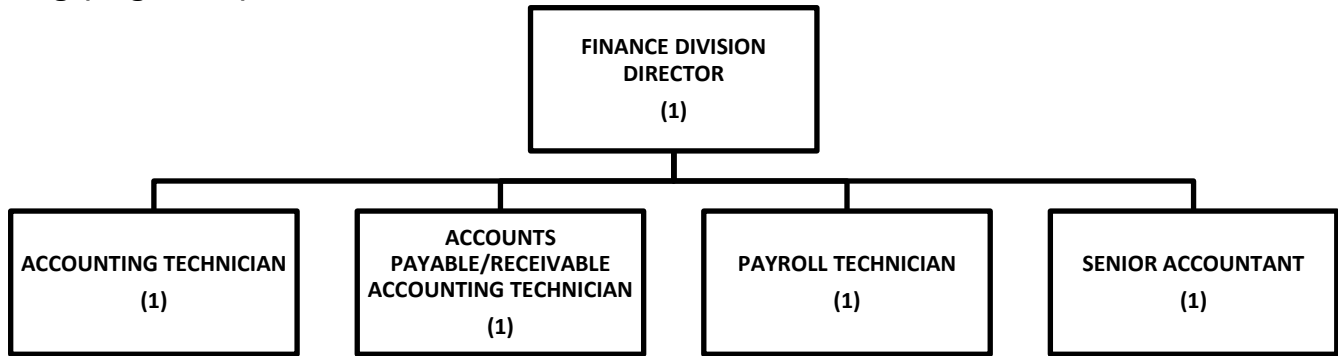 FINANCE DIVISION
DIRECTOR
(1)
ACCOUNTING TECHNICIAN
(1)
ACCOUNTS
PAYABLE/RECEIVABLE
ACCOUNTING TECHNICIAN
(1)
PAYROLL TECHNICIAN
(1)
SENIOR ACCOUNTANT
(1)